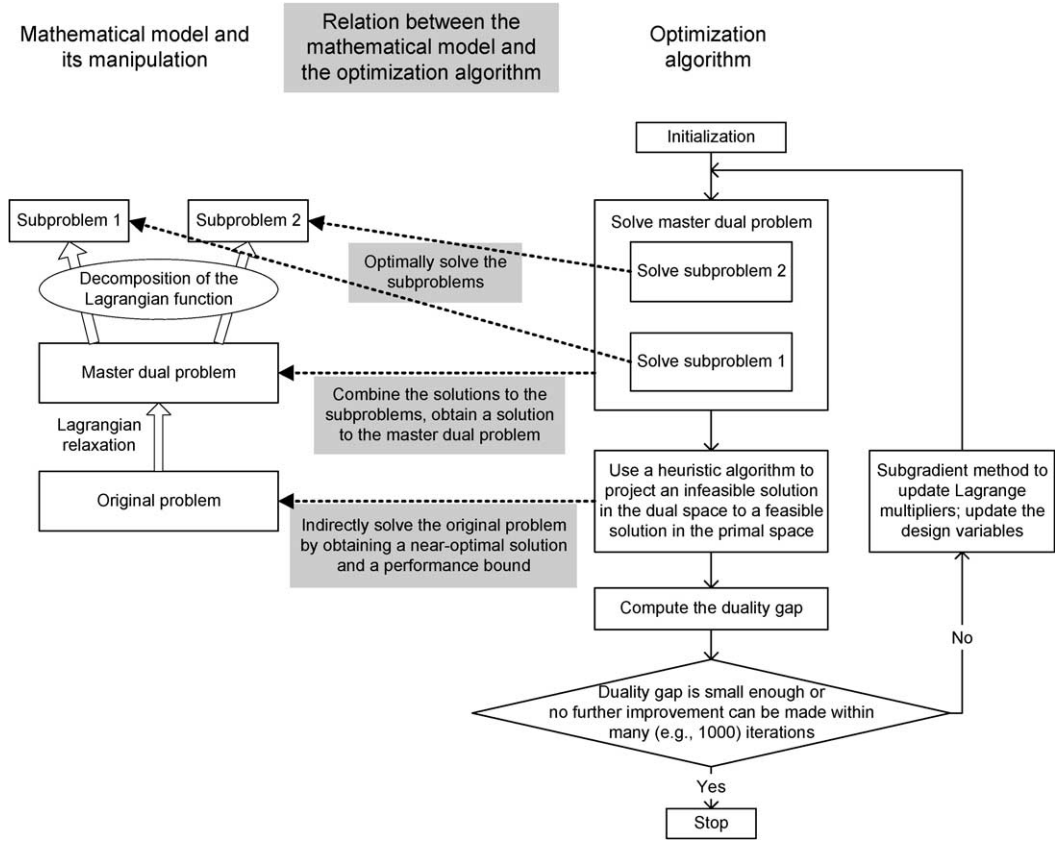 Mathematical model and
its manipulation
Relation between the
mathematical model and
the optimization algorithm
Optimization
algorithm
Initialization
Subproblem 1
Subproblem 2
Solve master dual problem
Solve subproblem 2
Optimally solve the
subproblems
Decomposition of the
Lagrangian function
Solve subproblem 1
Master dual problem
Combine the solutions to the
subproblems, obtain a solution
to the master dual problem
Lagrangian
relaxation
Original problem
Use a heuristic algorithm to
project an infeasible solution
in the dual space to a feasible
solution in the primal space
Subgradient method to
update Lagrange
multipliers; update the
design variables
Indirectly solve the original problem
by obtaining a near-optimal solution
and a performance bound
Compute the duality gap
No
Duality gap is small enough or
no further improvement can be made within
many (e.g., 1000) iterations
Yes
Stop